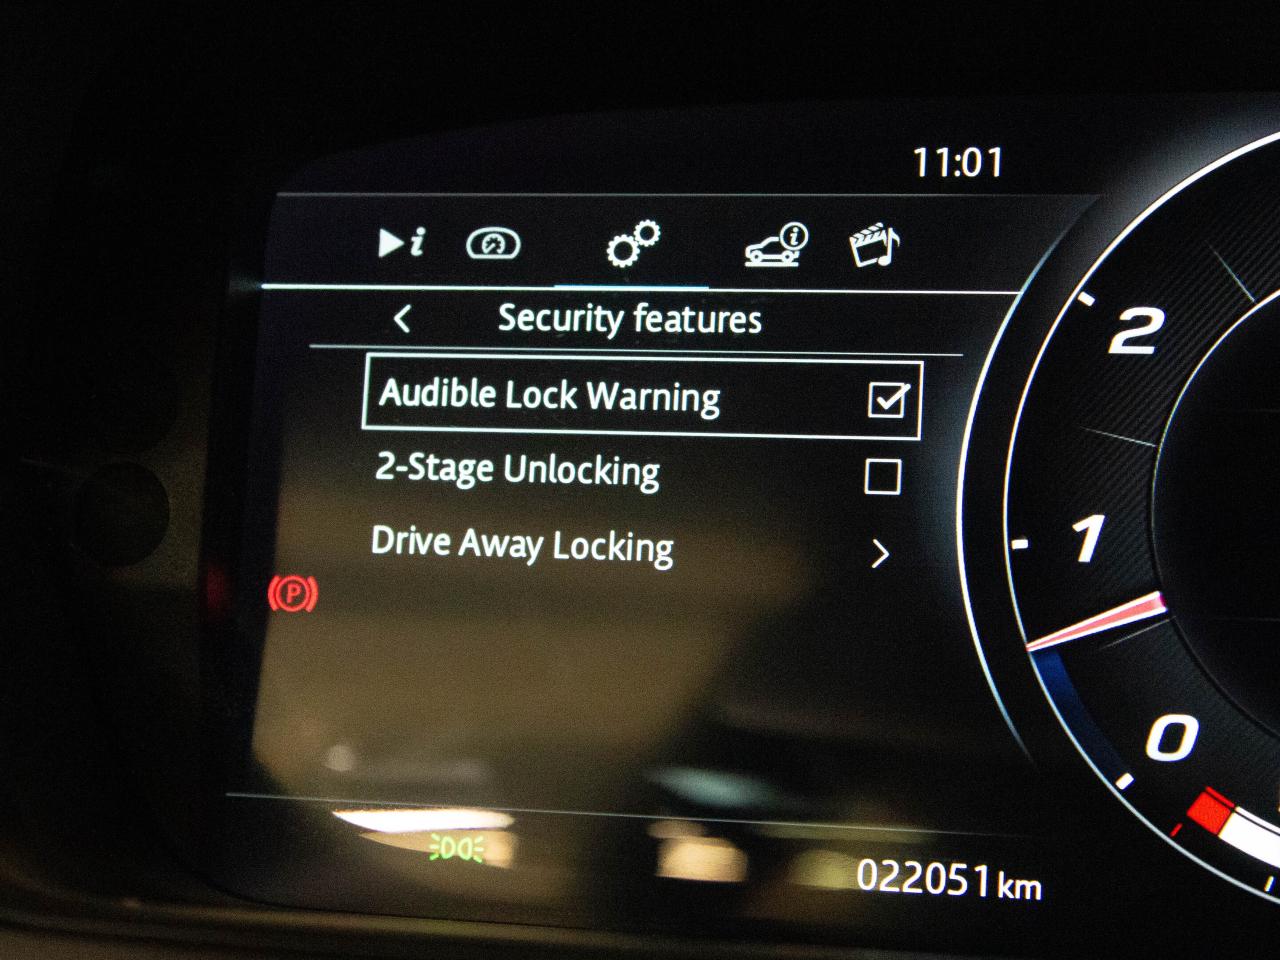 11:01
i
i
Security features
Audible Lock Warning
2-Stage Unlocking
Drive Away Locking
P
2
1
0
022051 km